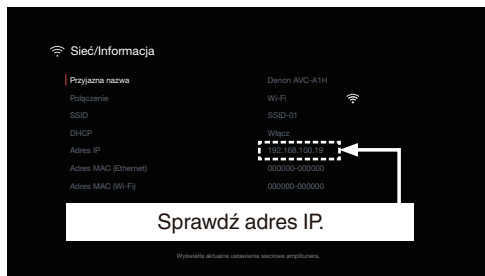 Sieć/Informacja
Przyjazna nazwa Denon AVC-A1H
Połączenie Wi-Fi
SSID SSID-01
DHCP Włącz
Adres IP 192.168.100.19
Adres MAC (Ethernet) 000000-000000
Adres MAC (Wi-Fi) 000000-000000
Sprawdź adres IP.
Wyświetla aktualne ustawienia sieciowe amplitunera.